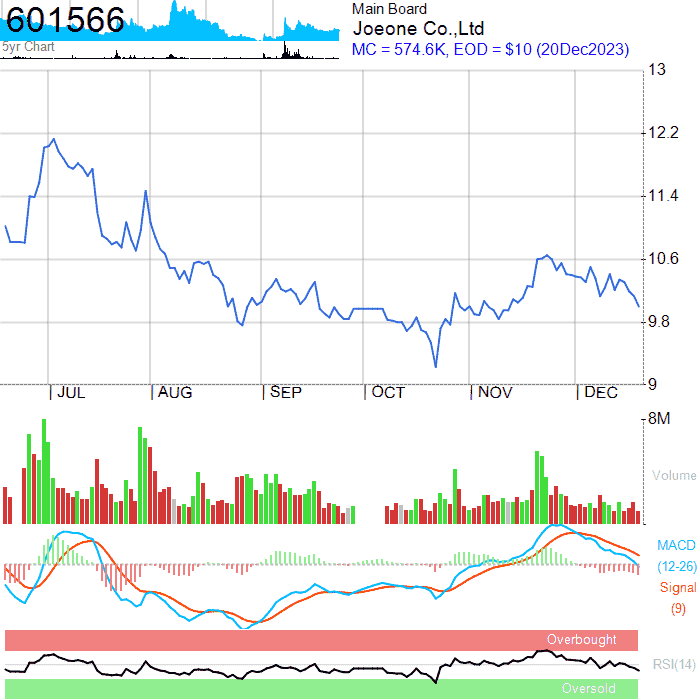 601566
5yr Chart
Main Board
Joeone Co.,Ltd
MC = 574.6K, EOD = $10 (20Dec2023)
13
12.2
11.4
10.6
9.8
9
JUL AUG SEP OCT NOV DEC
8M
Volume
MACD
(12-26)
Signal
(9)
Overbought
RSI(14)
Oversold